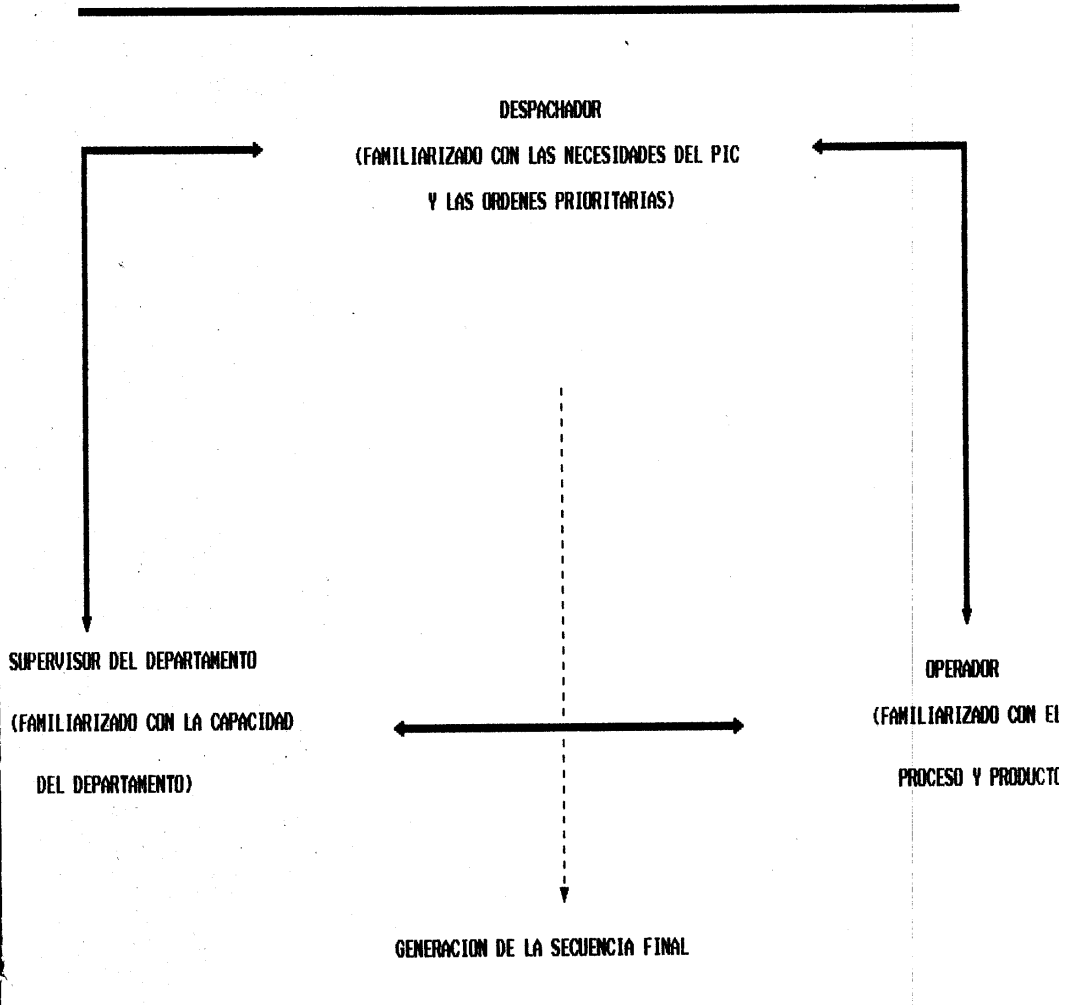 DESPACHADOR
(FAMILIARIZADO CON LAS NECESIDADES DEL PIC
Y LAS ORDENES PRIORITARIAS)
SUPERVISOR DEL DEPARTAMENTO
(FAMILIARIZADO CON LA CAPACIDAD
DEL DEPARTAMENTO)
OPERADOR
(FAMILIARIZADO CON El
PROCESO Y PRODUCTO
GENERACION DE LA SECUENCIA FINAL